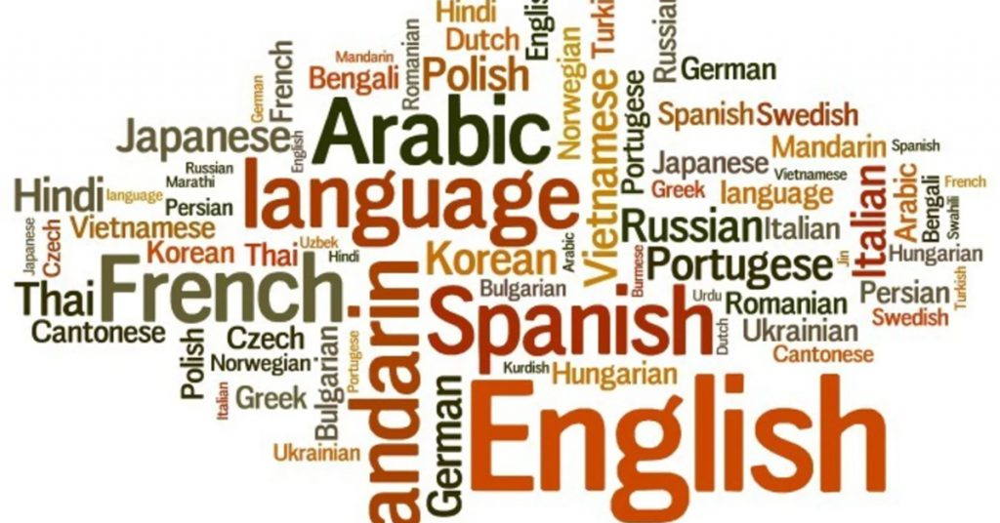 Hindi
Dutch
Mandarin
Bengali
Romanian
Polish
Norwegian
Russian
German
German
French
Japanese
English
Arabic
Vietnamese
Portugese
Spanish
Swedish
Mandarin
Spanish
Japanese
Vietnamese
Greek
language
Italian
Arabic
Bengali
French
Swahili
Russian
Marathi
Hindi
language
Persian
language
Japanese
Czech
Vietnamese
Korean
Thai
Uzbek
Hindi
Korean
Arabic
Russian
Italian
Burmese
Portugese
Jin
Hungarian
Thai
French
Cantonese
andarin
Bulgarian
Spanish
Urdu
Romanian
Persian
Turkish
Swedish
Dutch
Ukrainian
Cantonese
Polish
Czech
Norwegian
Bulgarian
Portugese
Italian
Greek
Ukrainian
German
Kurdish
Hungarian
English
Englis
Turki